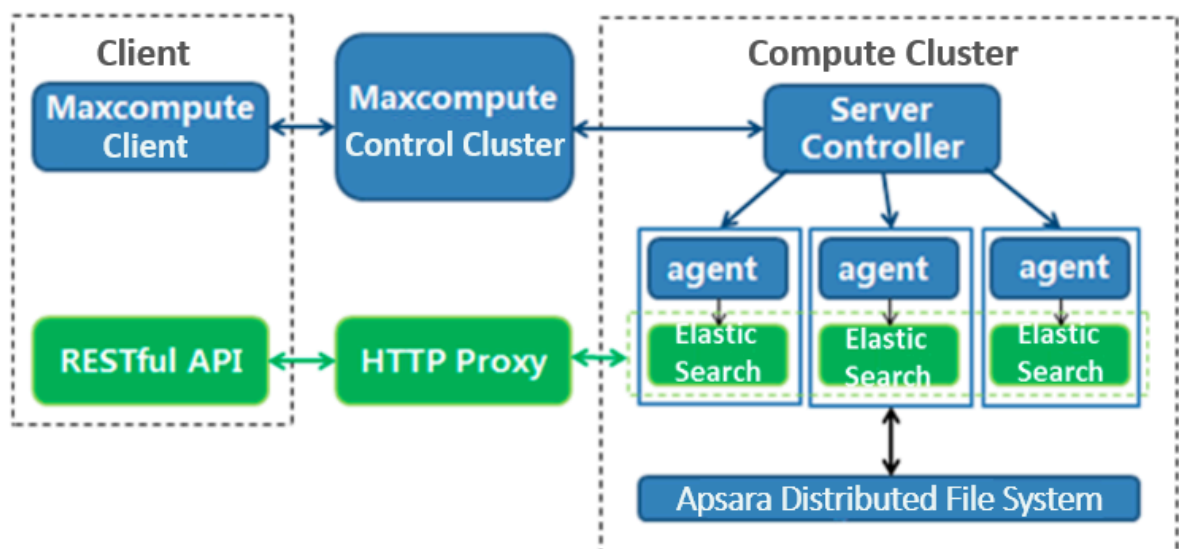 Client
Maxcompute
Client
Maxcompute
Control Cluster
Compute Cluster
Server
Controller
agent
agent
agent
RESTful API
HTTP Proxy
Elastic
Search
Elastic
Search
Elastic
Search
Apsara Distributed File System